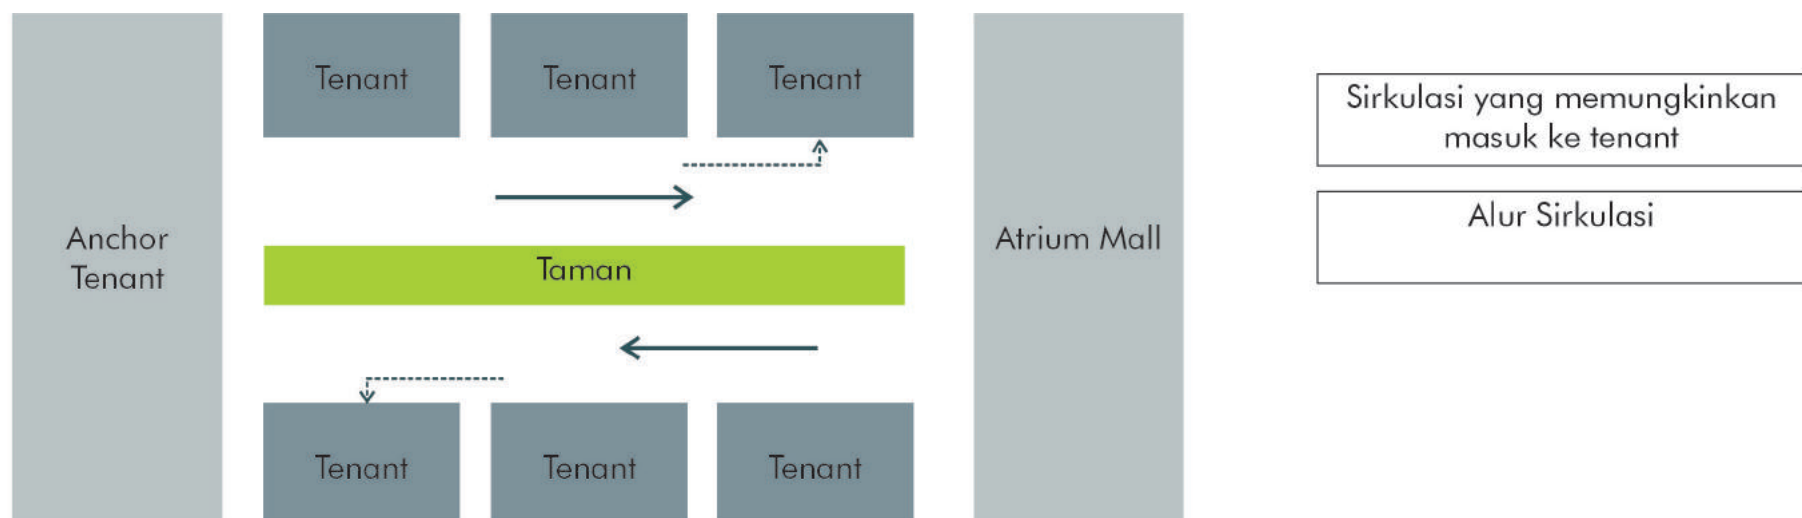 Tenant
Tenant
Tenant
Anchor
Tenant
Taman
Atrium Mall
Tenant
Tenant
Tenant
Sirkulasi yang memungkinkan
masuk ke tenant
Alur Sirkulasi